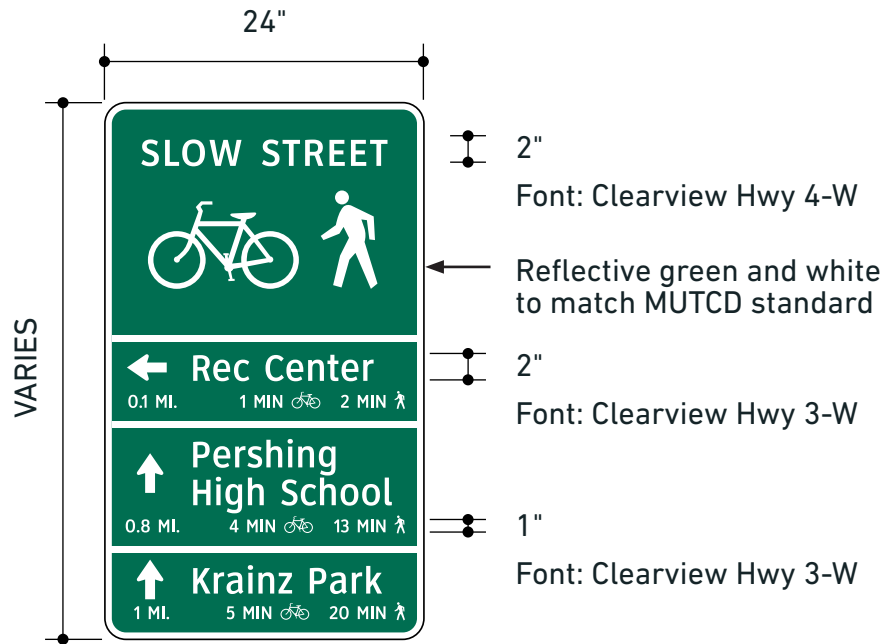 24"
SLOW STREET
2"
Font: Clearview Hwy 4-W
Reflective green and white
to match MUTCD standard
VARIES
Rec Center
0.1 MI. 1 MIN 2 MIN
2"
Font: Clearview Hwy 3-W
Pershing
High School
0.8 MI. 4 MIN 13 MIN
1"
Font: Clearview Hwy 3-W
Krainz Park
1 MI. 5 MIN 20 MIN